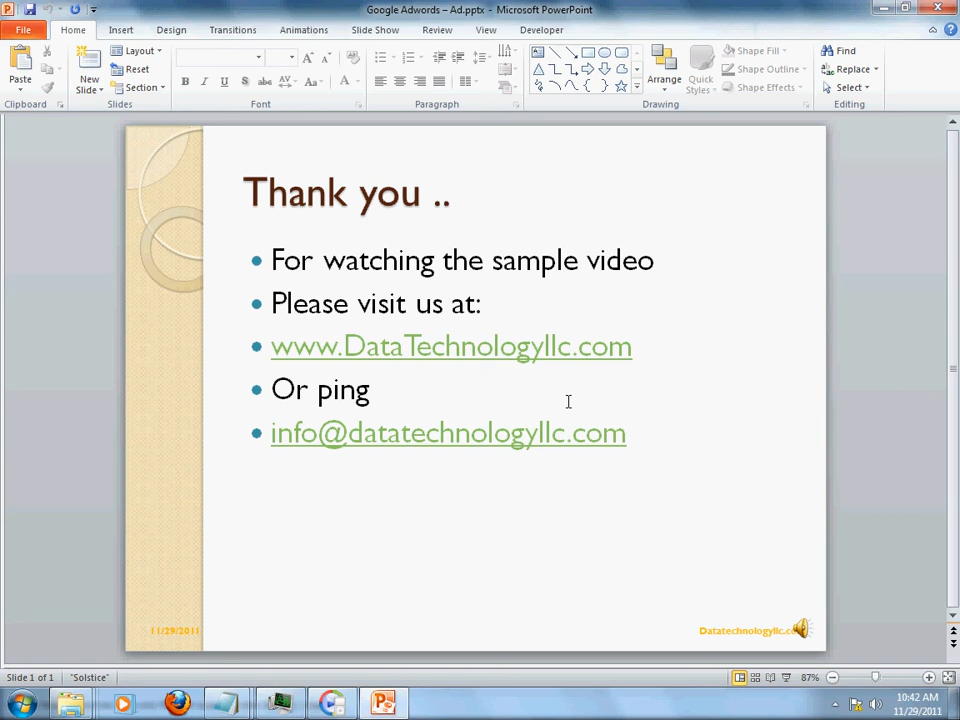 Google Adwords – Ad.pptx - Microsoft PowerPoint
File Home Insert Design Transitions Animations Slide Show Review View Developer
Paste
Clipboard
New Slide
Layout
Reset
Section
Slides
B I U S abc AV Aa A
Font
Paragraph
Arrange
Quick Styles
Shape Fill
Shape Outline
Shape Effects
Drawing
Find
Replace
Select
Editing
Thank you ..
For watching the sample video
Please visit us at:
www.DataTechnologyllc.com
Or ping
info@datatechnologyllc.com
11/29/2011
Slide 1 of 1 "Solstice" 87%
10:42 AM
11/29/2011